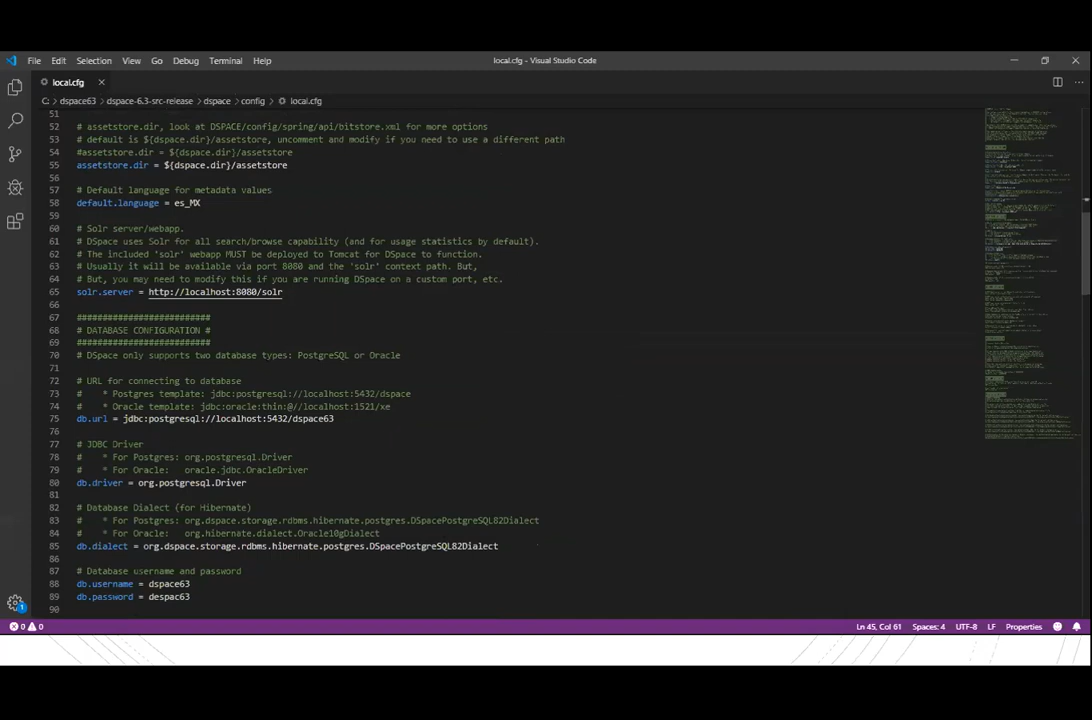 File Edit Selection View Go Debug Terminal Help
local.cfg - Visual Studio Code
local.cfg
C: > dspace63 > dspace-6.3-src-release > dspace > config > local.cfg
51
52 # assetstore.dir, look at DSPACE/config/spring/api/bitstore.xml for more options
53 # default is ${dspace.dir}/assetstore, uncomment and modify if you need to use a different path
54 #assetstore.dir = ${dspace.dir}/assetstore
55 assetstore.dir = ${dspace.dir}/assetstore
56
57 # Default language for metadata values
58 default.language = es_MX
59
60 # Solr server/webapp.
61 # DSpace uses Solr for all search/browse capability (and for usage statistics by default).
62 # The included 'solr' webapp MUST be deployed to Tomcat for DSpace to function.
63 # Usually it will be available via port 8080 and the 'solr' context path. But,
64 # But, you may need to modify this if you are running DSpace on a custom port, etc.
65 solr.server = http://localhost:8080/solr
66
67 #########################
68 # DATABASE CONFIGURATION #
69 #########################
70 # DSpace only supports two database types: PostgreSQL or Oracle
71
72 # URL for connecting to database
73 # * Postgres template: jdbc:postgresql://localhost:5432/dspace
74 # * Oracle template: jdbc:oracle:thin:@//localhost:1521/xe
75 db.url = jdbc:postgresql://localhost:5432/dspace63
76
77 # JDBC Driver
78 # * For Postgres: org.postgresql.Driver
79 # * For Oracle: oracle.jdbc.OracleDriver
80 db.driver = org.postgresql.Driver
81
82 # Database Dialect (for Hibernate)
83 # * For Postgres: org.dspace.storage.rdbms.hibernate.postgres.DSpacePostgreSQL82Dialect
84 # * For Oracle: org.hibernate.dialect.Oracle10gDialect
85 db.dialect = org.dspace.storage.rdbms.hibernate.postgres.DSpacePostgreSQL82Dialect
86
87 # Database username and password
88 db.username = dspace63
89 db.password = despac63
90
0 0 Ln 45, Col 61 Spaces: 4 UTF-8 LF Properties